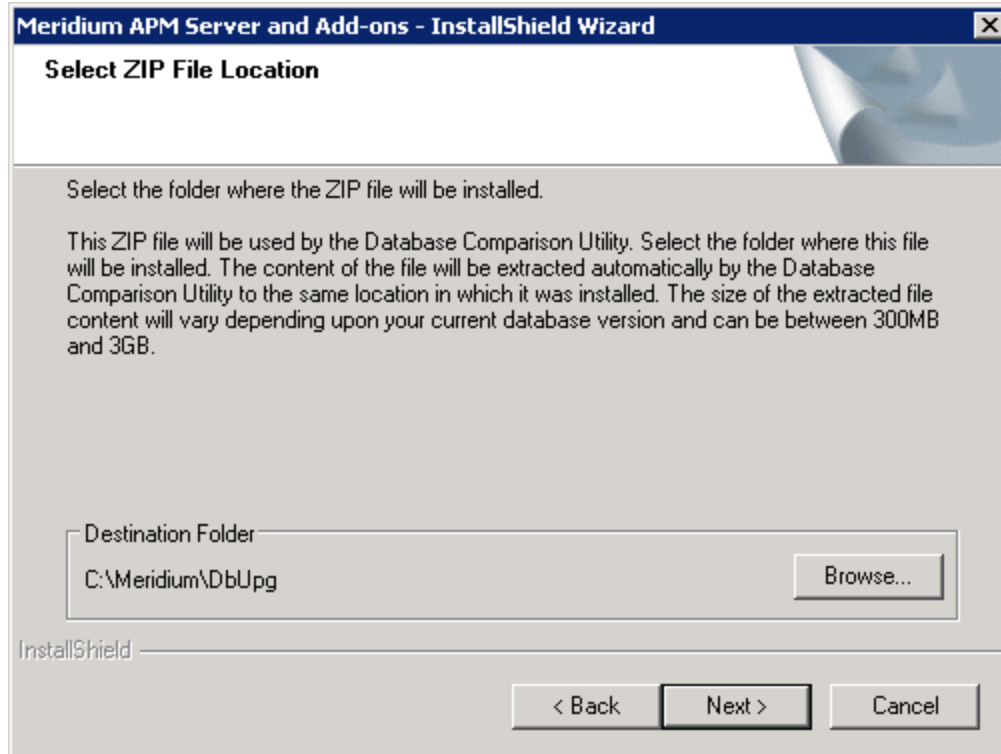 Meridium APM Server and Add-ons - InstallShield Wizard
Select ZIP File Location
Select the folder where the ZIP file will be installed.
This ZIP file will be used by the Database Comparison Utility. Select the folder where this file
will be installed. The content of the file will be extracted automatically by the Database
Comparison Utility to the same location in which it was installed. The size of the extracted file
content will vary depending upon your current database version and can be between 300MB
and 3GB.
Destination Folder
C:\Meridium\DbUpg
Browse...
InstallShield
< Back
Next >
Cancel